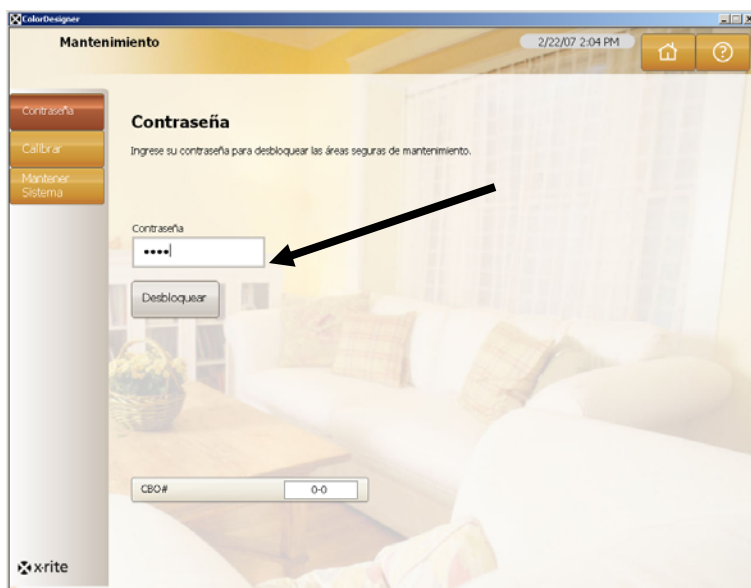 ColorDesigner
Mantenimiento
2/22/07 2:04 PM
?
Contraseña
Calibrar
Mantener
Sistema
Contraseña
Ingrese su contraseña para desbloquear las áreas seguras de mantenimiento.
Contraseña
••••
Desbloquear
CBO# 0-0
x·rite